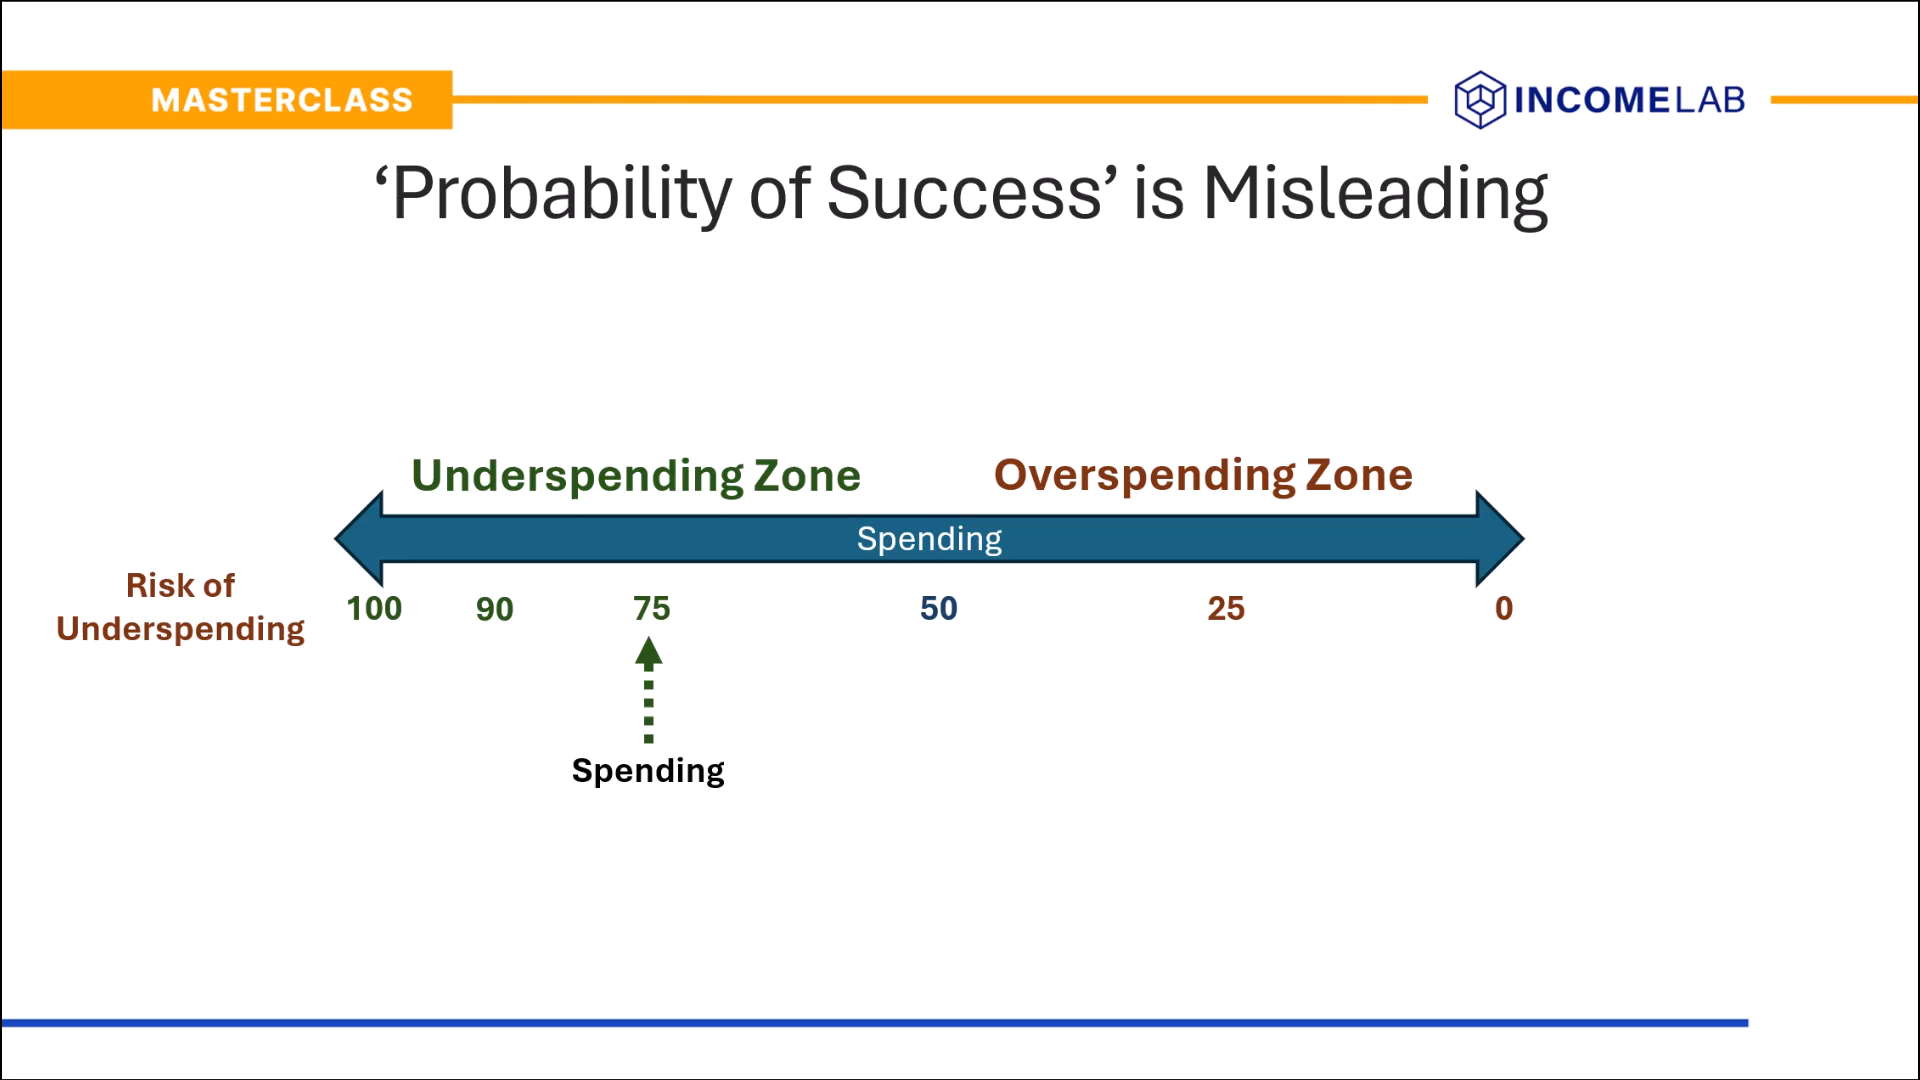 MASTERCLASS
INCOMELAB
‘Probability of Success’ is Misleading
Underspending Zone
Overspending Zone
Spending
Risk of
Underspending
100 90 75 50 25 0
Spending